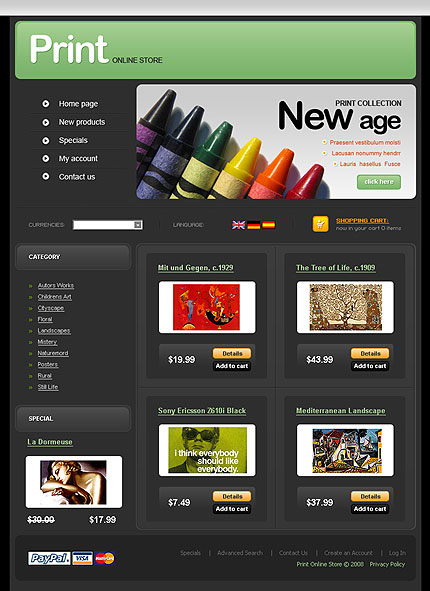 Print ONLINE STORE
Home page
New products
Specials
My account
Contact us
PRINT COLLECTION
New age
Praesent vestibulum molsti
Lacusan nonummy hendrr
Lauris hasellus Fusce
click here
CURRENCIES:
LANGUAGE:
SHOPPING CART:
now in your cart 0 items
CATEGORY
Autors Works
Childrens Art
Cityscape
Floral
Landscapes
Mistery
Naturemord
Posters
Rural
Still Life
SPECIAL
La Dormeuse
$30.00 $17.99
Mit und Gegen, c.1929
$19.99
Details
Add to cart
The Tree of Life, c.1909
$43.99
Details
Add to cart
Sony Ericsson Z610i Black
i think everybody
should like
everybody.
$7.49
Details
Add to cart
Mediterranean Landscape
$37.99
Details
Add to cart
PayPal VISA MasterCard
Specials | Advanced Search | Contact Us | Create an Account | Log In
Print Online Store © 2008 Privacy Policy